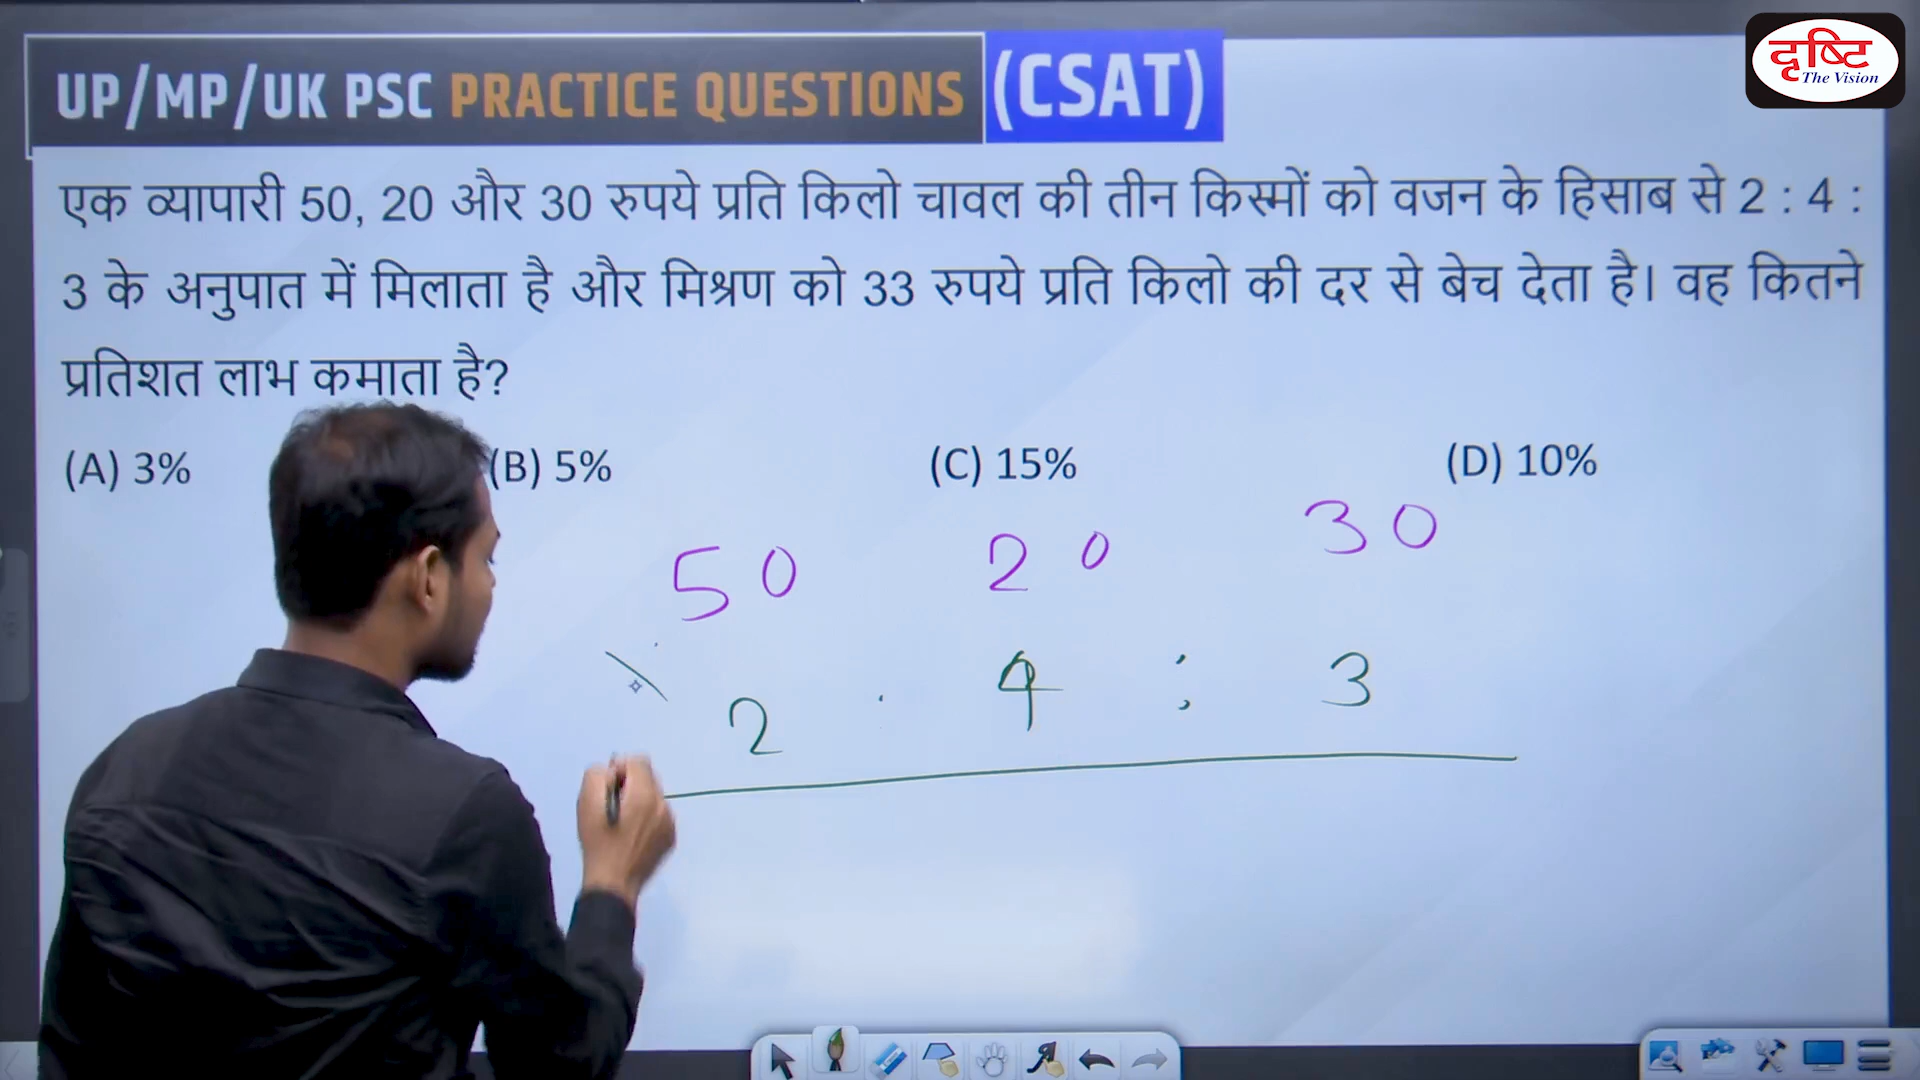 दृष्टि
The Vision
UP/MP/UK PSC PRACTICE QUESTIONS (CSAT)
एक व्यापारी 50, 20 और 30 रुपये प्रति किलो चावल की तीन किस्मों को वजन के हिसाब से 2 : 4 :
3 के अनुपात में मिलाता है और मिश्रण को 33 रुपये प्रति किलो की दर से बेच देता है। वह कितने
प्रतिशत लाभ कमाता है?
(A) 3% (B) 5% (C) 15% (D) 10%
50 20 30
2 : 4 : 3